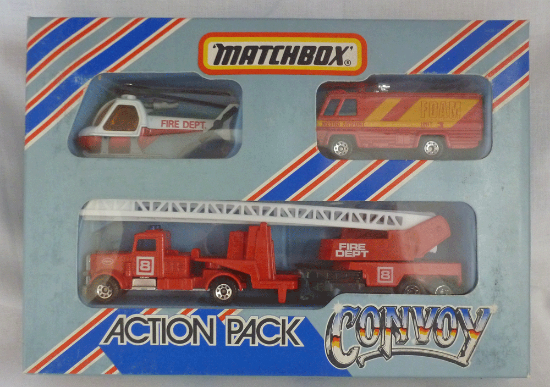 MATCHBOX®
FIRE DEPT.
8
FIRE
DEPT
8
ACTION PACK
CONVOY